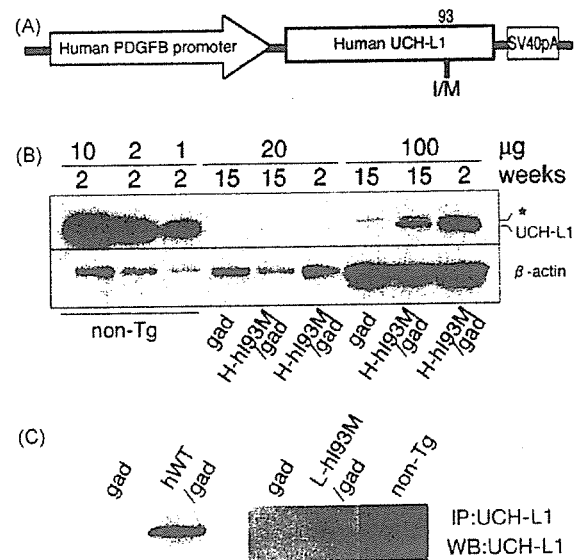 (A)
93
Human PDGFB promoter
Human UCH-L1
SV40pA
I/M
(B)
10 2 1 20 100 μg
2 2 2 15 15 2 15 15 2 weeks
*
UCH-L1
β-actin
non-Tg
gad
H-hI93M /gad
H-hI93M /gad
gad
H-hI93M /gad
H-hI93M /gad
(C)
gad
hWT /gad
gad
L-hI93M /gad
non-Tg
IP:UCH-L1
WB:UCH-L1